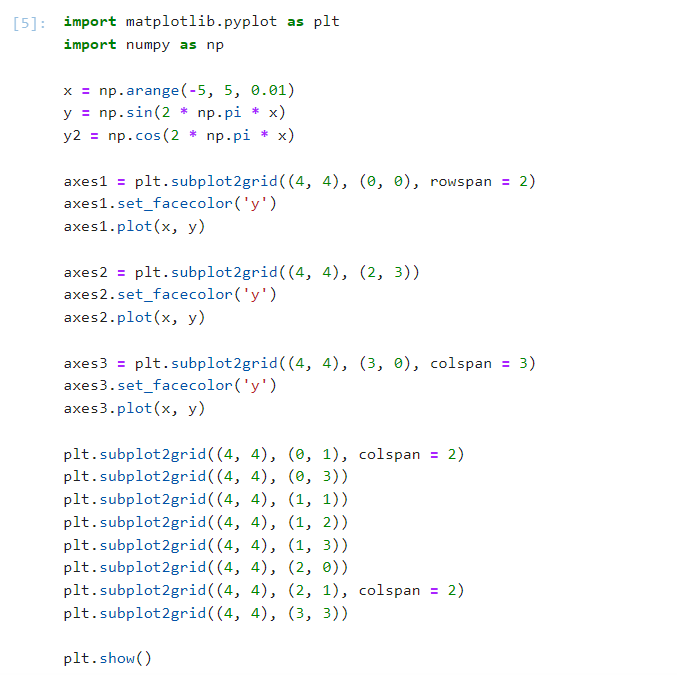 [5]: import matplotlib.pyplot as plt
import numpy as np
x = np.arange(-5, 5, 0.01)
y = np.sin(2 * np.pi * x)
y2 = np.cos(2 * np.pi * x)
axes1 = plt.subplot2grid((4, 4), (0, 0), rowspan = 2)
axes1.set_facecolor('y')
axes1.plot(x, y)
axes2 = plt.subplot2grid((4, 4), (2, 3))
axes2.set_facecolor('y')
axes2.plot(x, y)
axes3 = plt.subplot2grid((4, 4), (3, 0), colspan = 3)
axes3.set_facecolor('y')
axes3.plot(x, y)
plt.subplot2grid((4, 4), (0, 1), colspan = 2)
plt.subplot2grid((4, 4), (0, 3))
plt.subplot2grid((4, 4), (1, 1))
plt.subplot2grid((4, 4), (1, 2))
plt.subplot2grid((4, 4), (1, 3))
plt.subplot2grid((4, 4), (2, 0))
plt.subplot2grid((4, 4), (2, 1), colspan = 2)
plt.subplot2grid((4, 4), (3, 3))
plt.show()